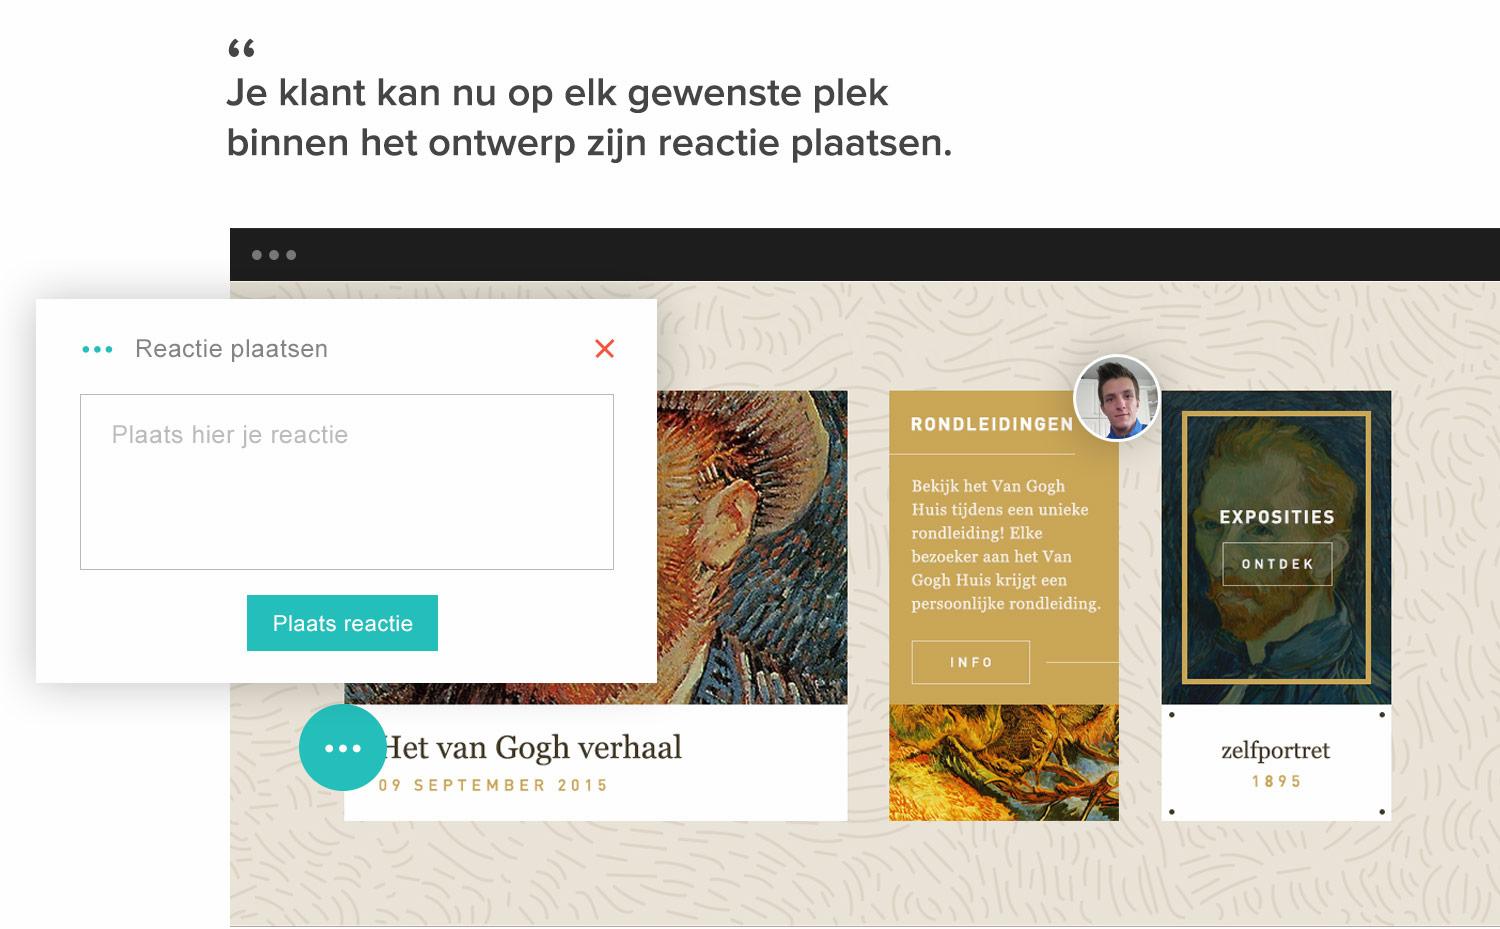 “
Je klant kan nu op elk gewenste plek
binnen het ontwerp zijn reactie plaatsen.
Reactie plaatsen
Plaats hier je reactie
Plaats reactie
Het van Gogh verhaal
09 SEPTEMBER 2015
RONDLEIDINGEN
Bekijk het Van Gogh
Huis tijdens een unieke
rondleiding! Elke
bezoeker aan het Van
Gogh Huis krijgt een
persoonlijke rondleiding.
INFO
EXPOSITIES
ONTDEK
zelfportret
1895